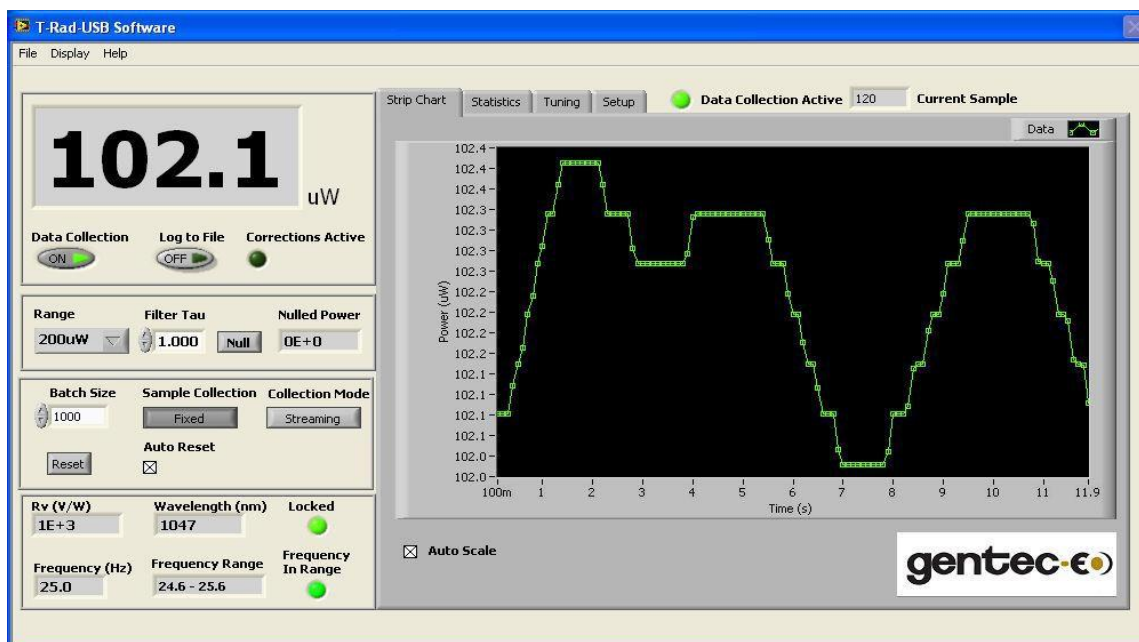 T-Rad-USB Software
File Display Help
102.1
uW
Data Collection Log to File Corrections Active
ON OFF
Range Filter Tau Nulled Power
200uW 1.000 Null 0E+0
Batch Size Sample Collection Collection Mode
1000 Fixed Streaming
Auto Reset
Reset
Rv (V/W) Wavelength (nm) Locked
1E+3 1047
Frequency (Hz) Frequency Range Frequency In Range
25.0 24.6 - 25.6
Strip Chart Statistics Tuning Setup Data Collection Active 120 Current Sample
Data
Power (uW)
102.4
102.4
102.3
102.3
102.3
102.3
102.3
102.2
102.2
102.2
102.2
102.1
102.1
102.1
102.1
102.0
102.0
100m 1 2 3 4 5 6 7 8 9 10 11 11.9
Time (s)
Auto Scale
gentec-eo